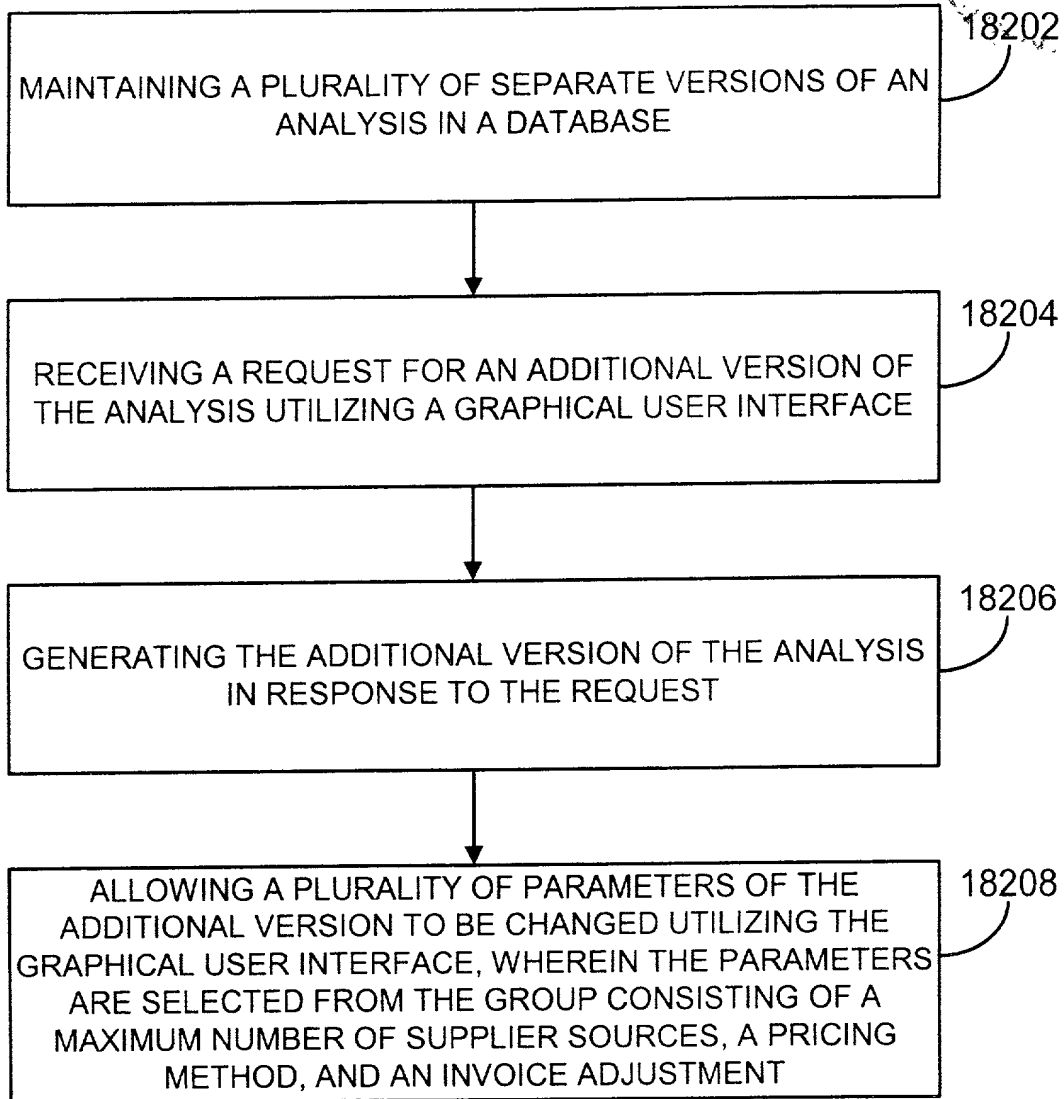 18202
MAINTAINING A PLURALITY OF SEPARATE VERSIONS OF AN
ANALYSIS IN A DATABASE
18204
RECEIVING A REQUEST FOR AN ADDITIONAL VERSION OF
THE ANALYSIS UTILIZING A GRAPHICAL USER INTERFACE
18206
GENERATING THE ADDITIONAL VERSION OF THE ANALYSIS
IN RESPONSE TO THE REQUEST
18208
ALLOWING A PLURALITY OF PARAMETERS OF THE
ADDITIONAL VERSION TO BE CHANGED UTILIZING THE
GRAPHICAL USER INTERFACE, WHEREIN THE PARAMETERS
ARE SELECTED FROM THE GROUP CONSISTING OF A
MAXIMUM NUMBER OF SUPPLIER SOURCES, A PRICING
METHOD, AND AN INVOICE ADJUSTMENT